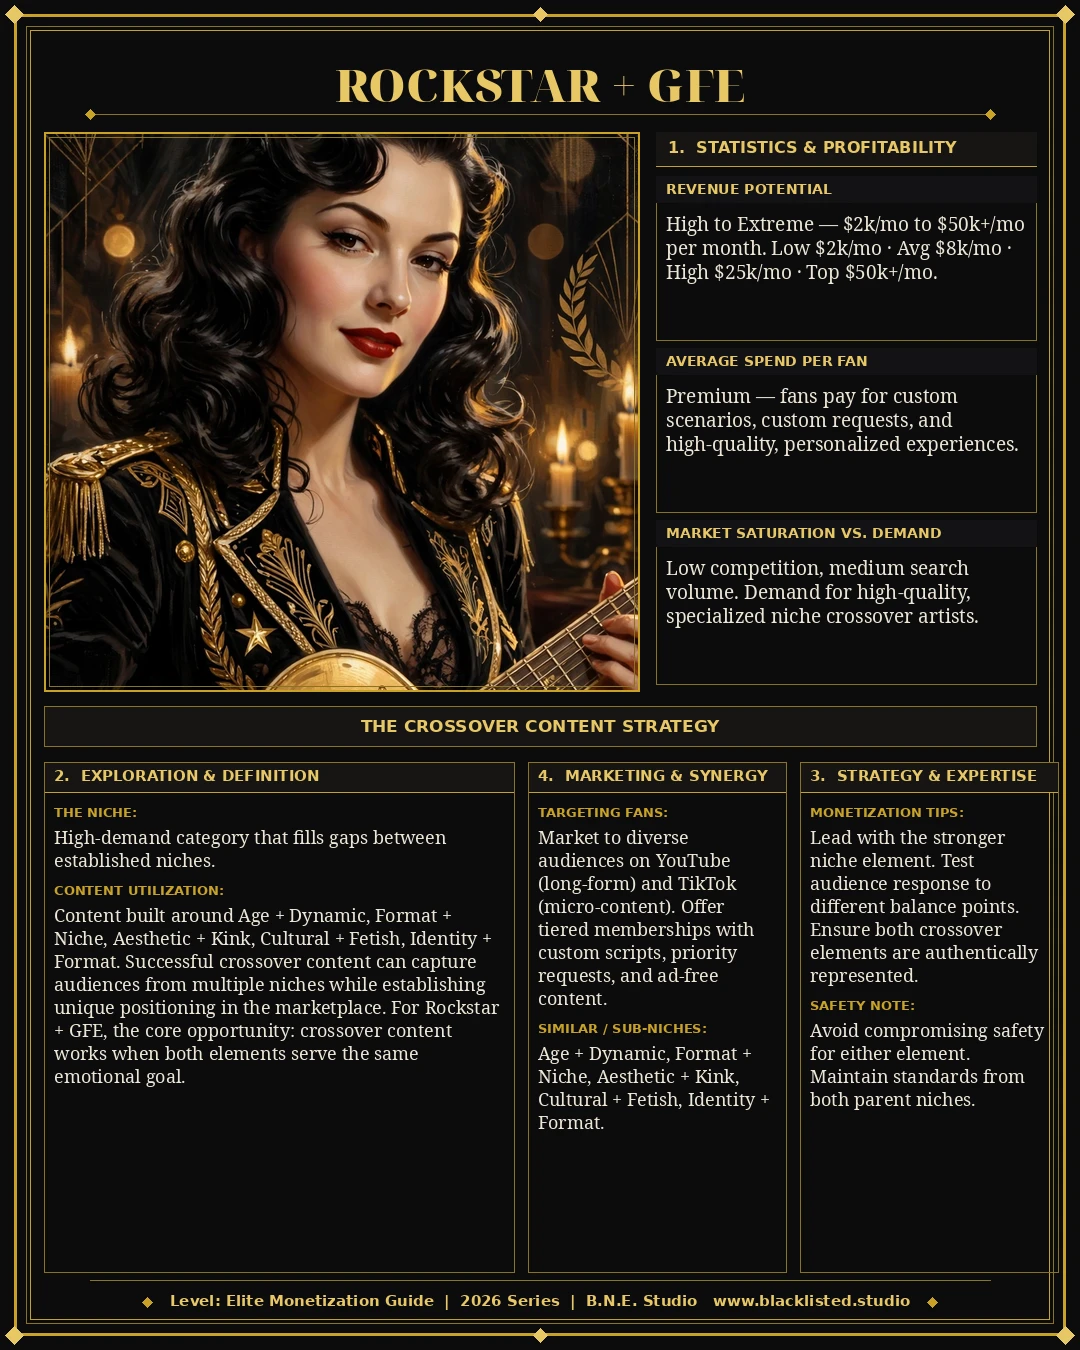 ROCKSTAR + GFE
1. STATISTICS & PROFITABILITY
REVENUE POTENTIAL
High to Extreme — $2k/mo to $50k+/mo
per month. Low $2k/mo · Avg $8k/mo ·
High $25k/mo · Top $50k+/mo.
AVERAGE SPEND PER FAN
Premium — fans pay for custom
scenarios, custom requests, and
high-quality, personalized experiences.
MARKET SATURATION VS. DEMAND
Low competition, medium search
volume. Demand for high-quality,
specialized niche crossover artists.
THE CROSSOVER CONTENT STRATEGY
2. EXPLORATION & DEFINITION
THE NICHE:
High-demand category that fills gaps between
established niches.
CONTENT UTILIZATION:
Content built around Age + Dynamic, Format +
Niche, Aesthetic + Kink, Cultural + Fetish, Identity +
Format. Successful crossover content can capture
audiences from multiple niches while establishing
unique positioning in the marketplace. For Rockstar
+ GFE, the core opportunity: crossover content
works when both elements serve the same
emotional goal.
4. MARKETING & SYNERGY
TARGETING FANS:
Market to diverse
audiences on YouTube
(long-form) and TikTok
(micro-content). Offer
tiered memberships with
custom scripts, priority
requests, and ad-free
content.
SIMILAR / SUB-NICHES:
Age + Dynamic, Format +
Niche, Aesthetic + Kink,
Cultural + Fetish, Identity +
Format.
3. STRATEGY & EXPERTISE
MONETIZATION TIPS:
Lead with the stronger
niche element. Test
audience response to
different balance points.
Ensure both crossover
elements are authentically
represented.
SAFETY NOTE:
Avoid compromising safety
for either element.
Maintain standards from
both parent niches.
Level: Elite Monetization Guide | 2026 Series | B.N.E. Studio www.blacklisted.studio